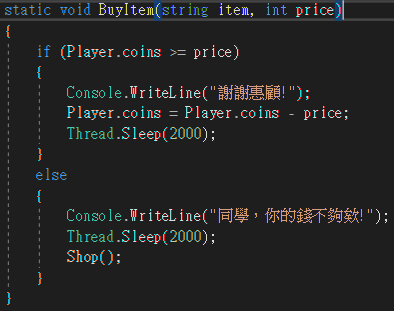 static void BuyItem(string item, int price)
{
if (Player.coins >= price)
{
Console.WriteLine("謝謝惠顧!");
Player.coins = Player.coins - price;
Thread.Sleep(2000);
}
else
{
Console.WriteLine("同學，你的錢不夠欸!");
Thread.Sleep(2000);
Shop();
}
}